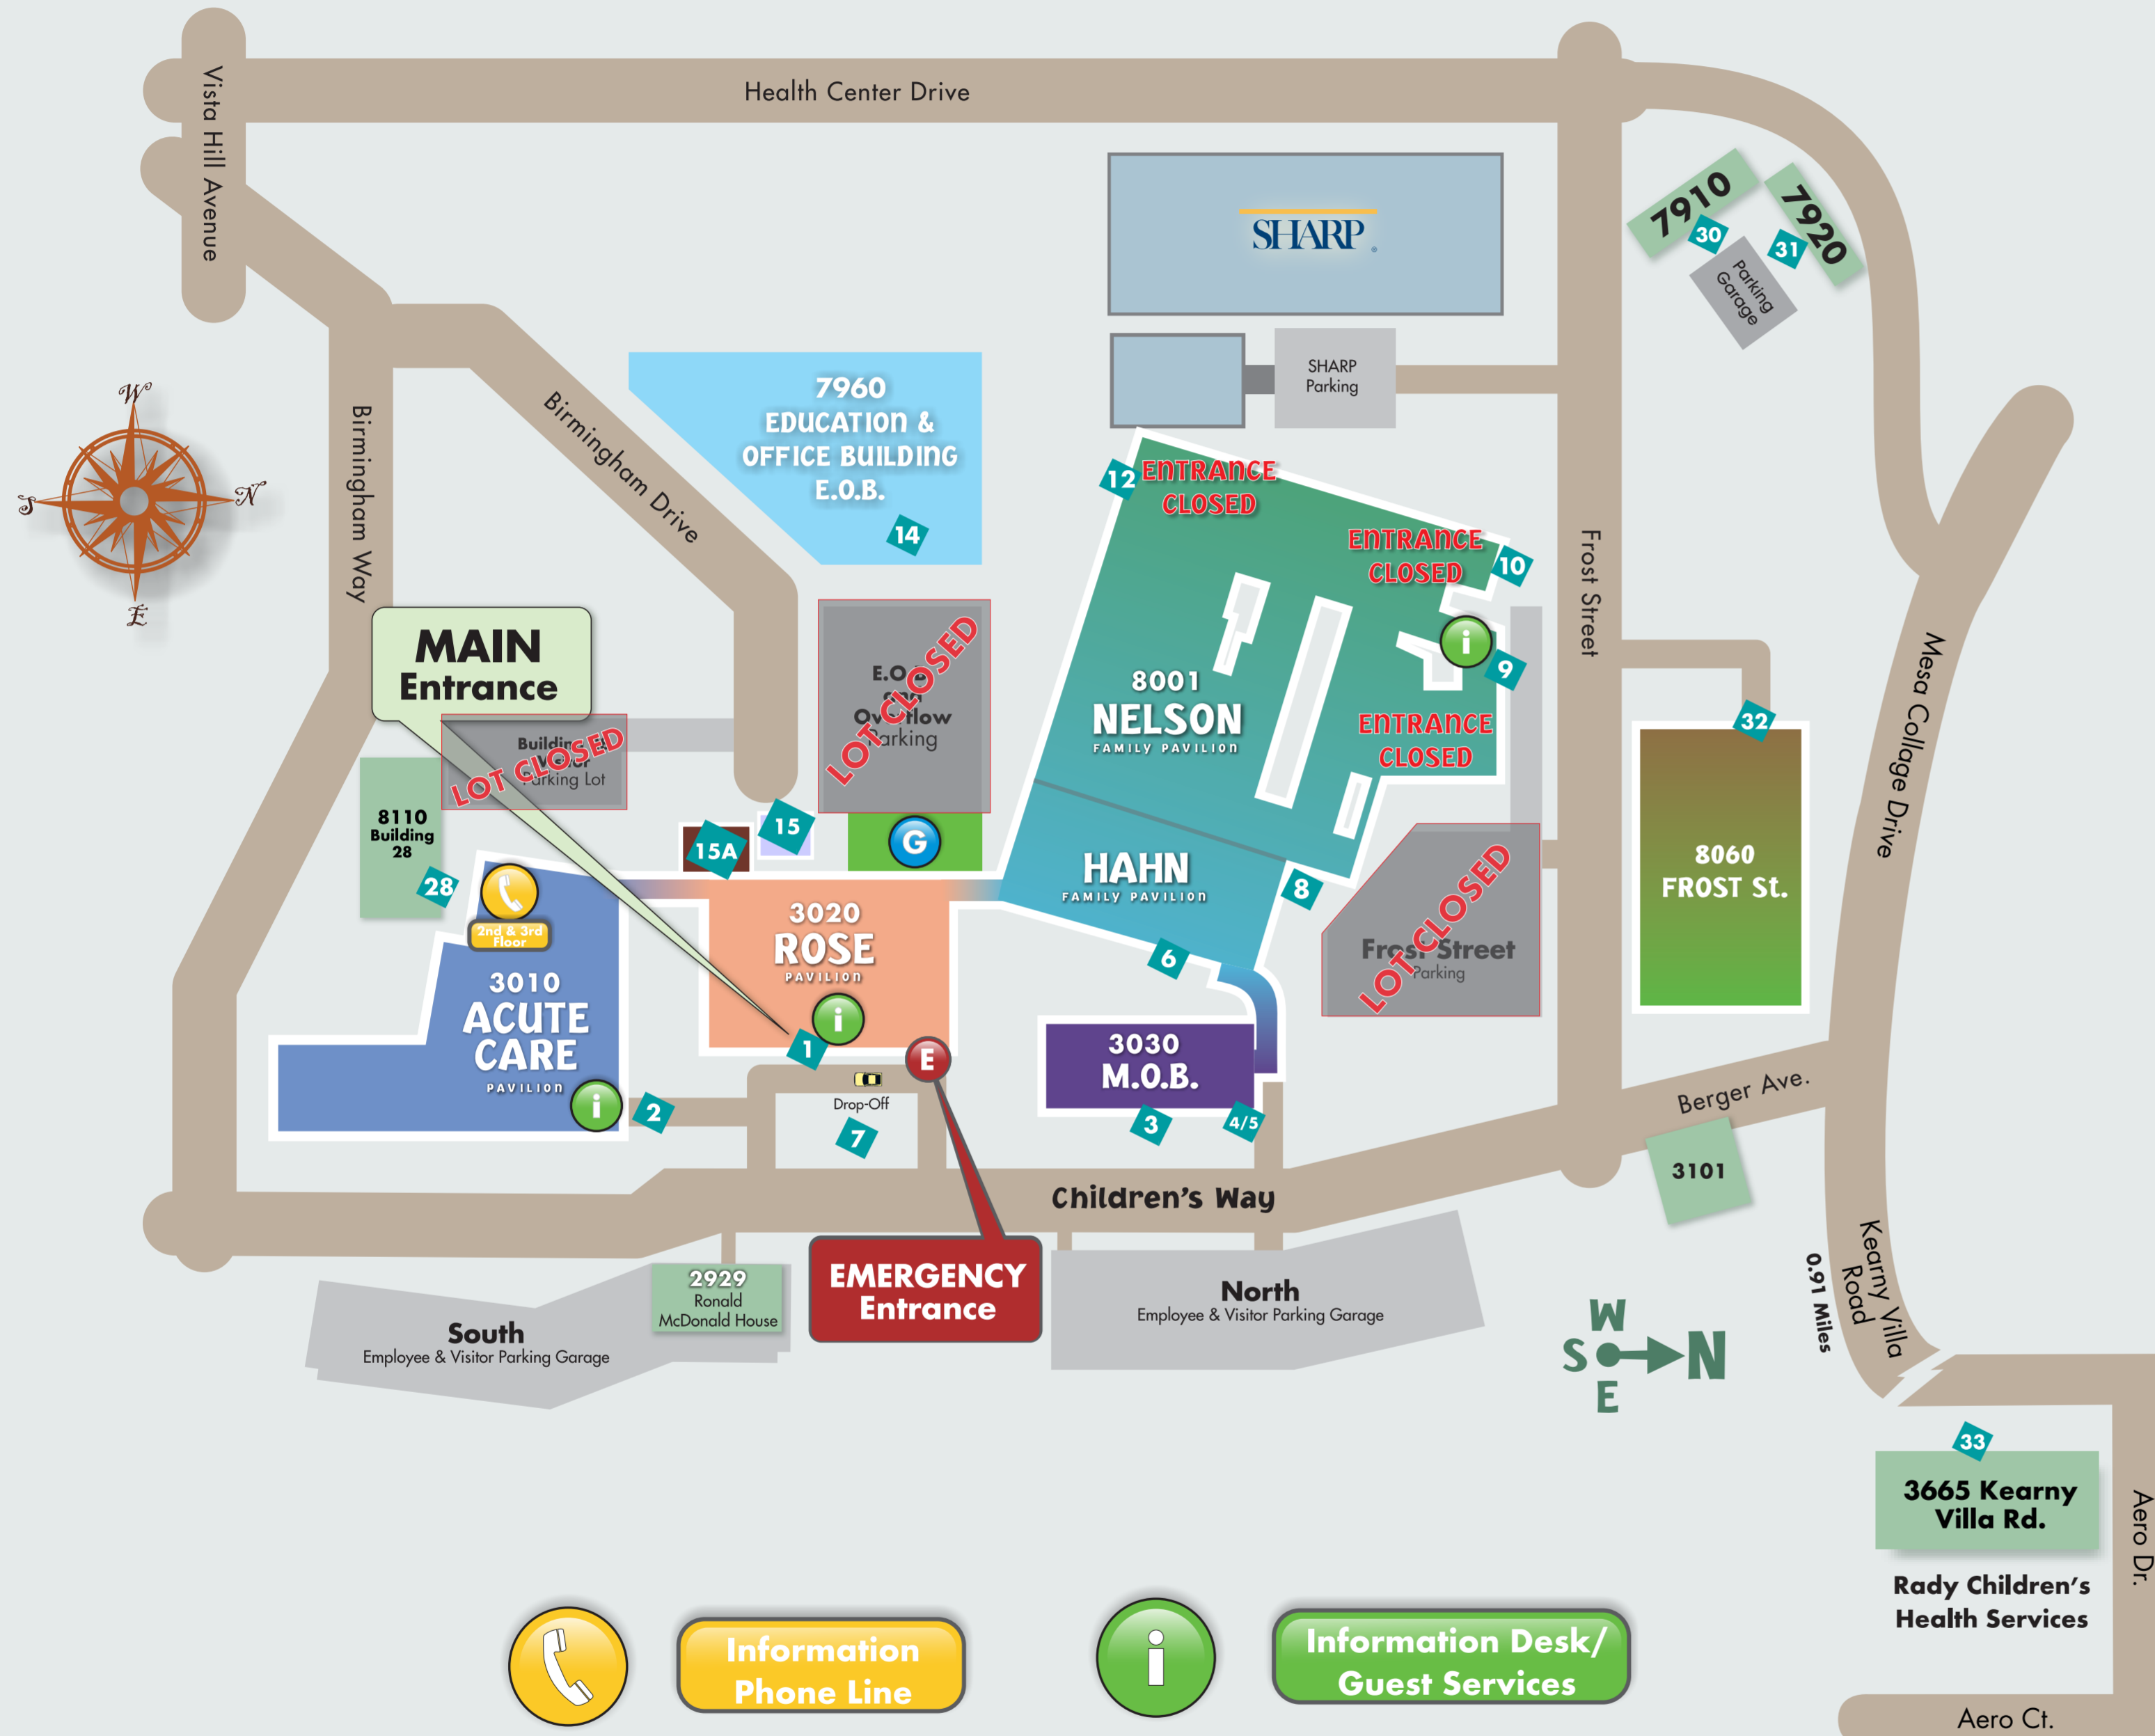 Vista Hill Avenue
Health Center Drive
SHARP
7910
7920
30
31
Parking
Garage
SHARP
Parking
W
S
N
E
Birmingham Way
Birmingham Drive
7960
EDUCATION &
OFFICE BUILDING
E.O.B.
14
12
ENTRANCE
CLOSED
ENTRANCE
CLOSED
10
Frost Street
9
i
8001
NELSON
FAMILY PAVILION
ENTRANCE
CLOSED
32
Mesa Collage Drive
MAIN
Entrance
Parking Lot
LOT CLOSED
Overflow
Parking
LOT CLOSED
8110
Building
28
28
15A
15
G
HAHN
FAMILY PAVILION
8
6
Frost Street
Parking
LOT CLOSED
8060
FROST St.
2nd & 3rd
Floor
3010
ACUTE
CARE
PAVILION
i
2
3020
ROSE
PAVILION
i
1
E
Drop-Off
7
3030
M.O.B.
3
4/5
Berger Ave.
3101
Children's Way
2929
Ronald
McDonald House
EMERGENCY
Entrance
South
Employee & Visitor Parking Garage
North
Employee & Visitor Parking Garage
W
S
N
E
0.91 Miles
Kearny Villa
Road
33
3665 Kearny
Villa Rd.
Rady Children's
Health Services
Aero Dr.
Aero Ct.
Information
Phone Line
i
Information Desk/
Guest Services